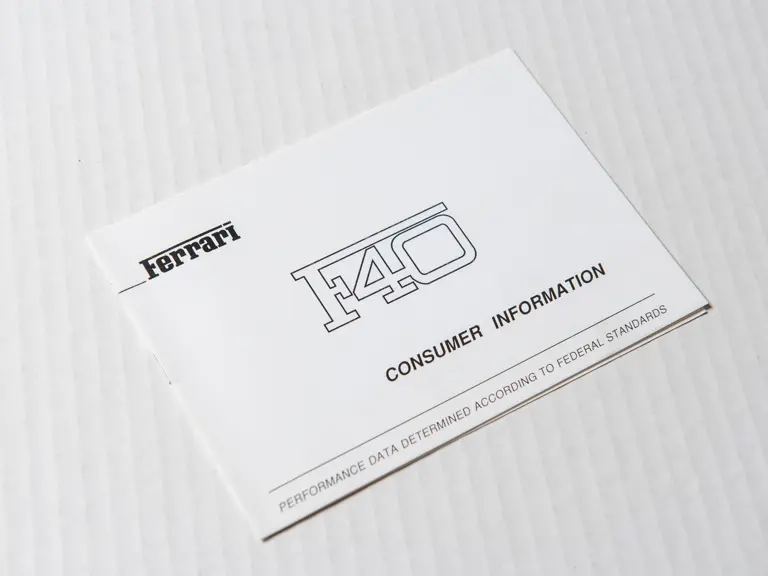 Ferrari
F40
CONSUMER INFORMATION
PERFORMANCE DATA DETERMINED ACCORDING TO FEDERAL STANDARDS